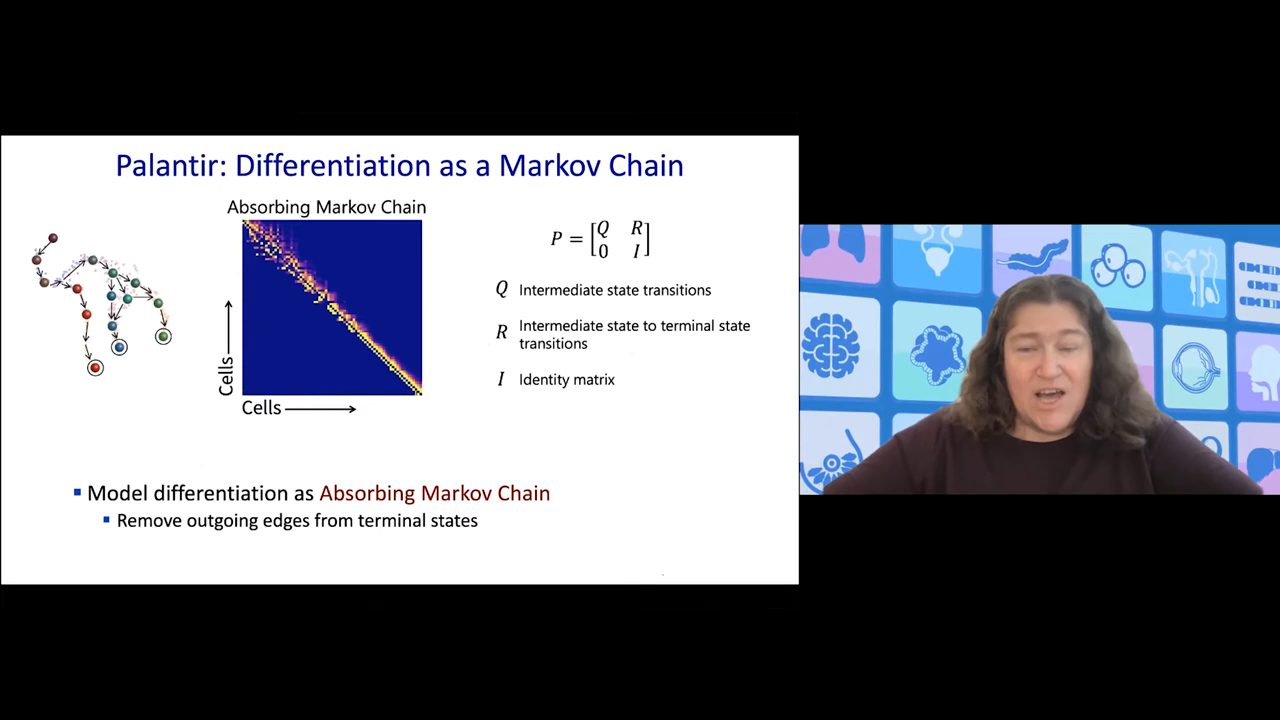 Palantir: Differentiation as a Markov Chain
Absorbing Markov Chain
Cells
Cells
P = [Q R
0 I]
Q Intermediate state transitions
R Intermediate state to terminal state
transitions
I Identity matrix
Model differentiation as Absorbing Markov Chain
Remove outgoing edges from terminal states